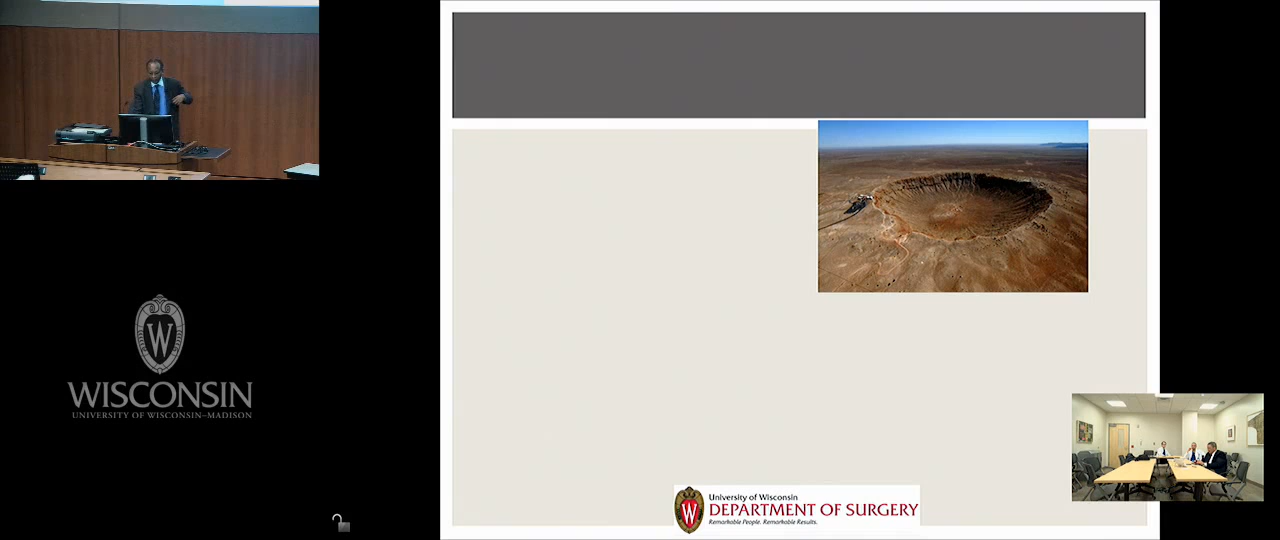 W
WISCONSIN
UNIVERSITY OF WISCONSIN–MADISON
W
University of Wisconsin
DEPARTMENT OF SURGERY
Remarkable People. Remarkable Results.